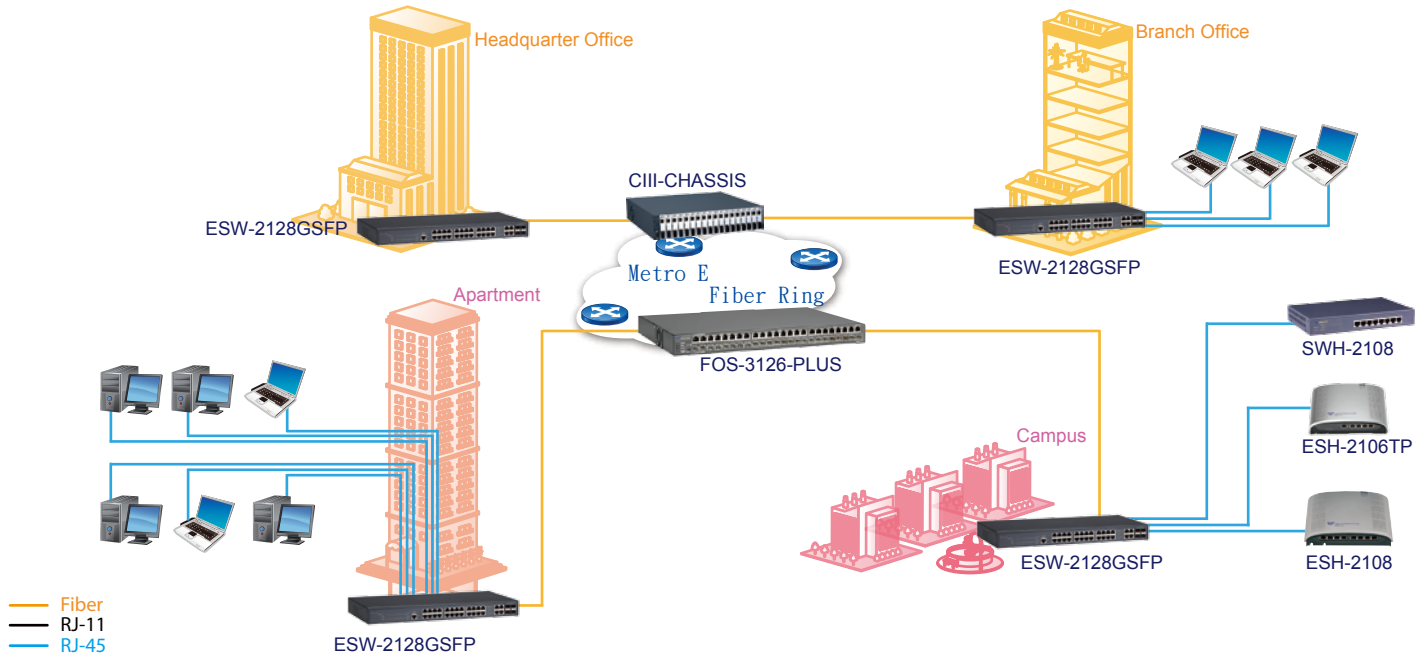 Headquarter Office
Branch Office
CIII-CHASSIS
ESW-2128GSFP
ESW-2128GSFP
Metro E
Fiber Ring
Apartment
FOS-3126-PLUS
SWH-2108
Campus
ESH-2106TP
ESW-2128GSFP
ESH-2108
Fiber
RJ-11
RJ-45
ESW-2128GSFP